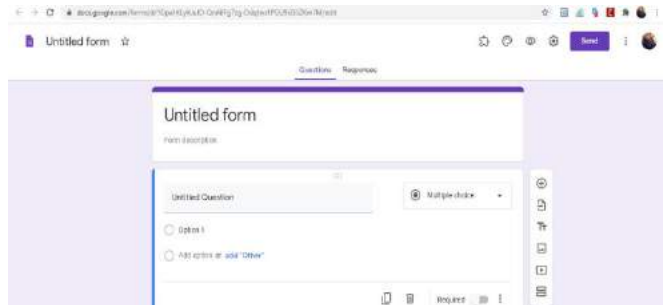 Untitled form
Send
Questions Responses
Untitled form
Form description
Untitled Question
Multiple choice
Option 1
Add option or add "Other"
Required